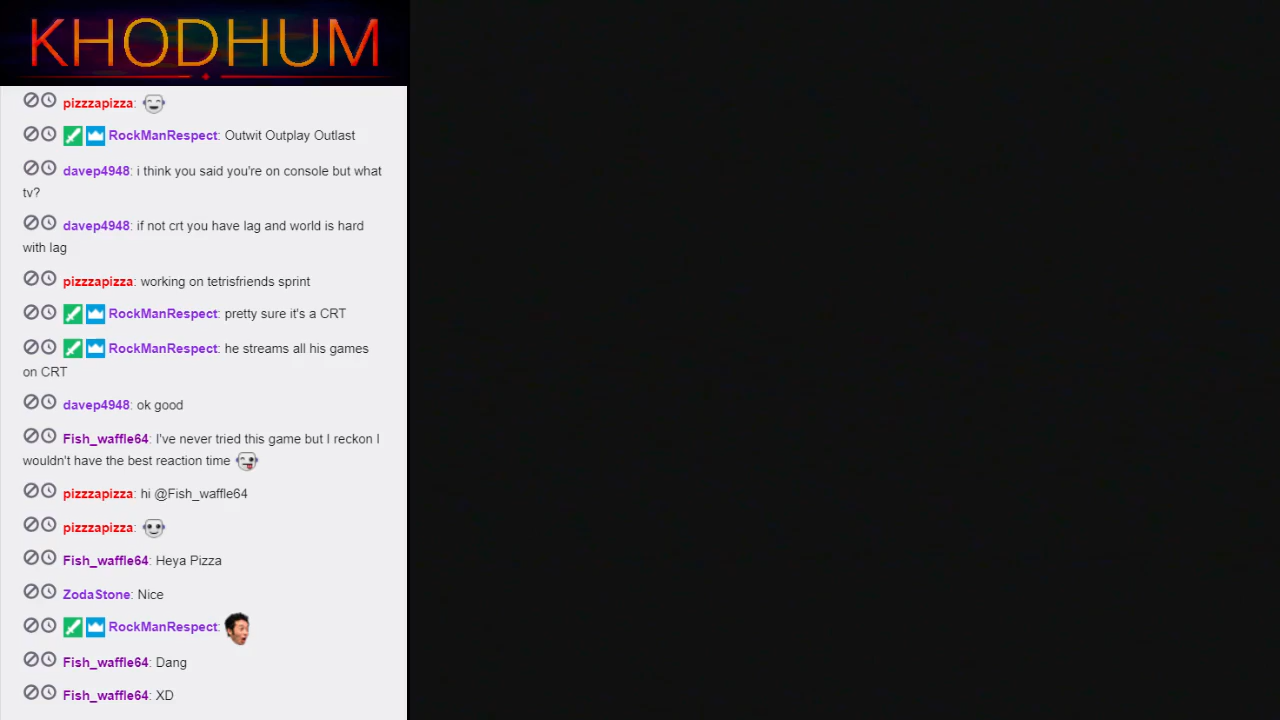 KHODHUM
pizzzapizza:
RockManRespect: Outwit Outplay Outlast
davep4948: i think you said you're on console but what
tv?
davep4948: if not crt you have lag and world is hard
with lag
pizzzapizza: working on tetrisfriends sprint
RockManRespect: pretty sure it's a CRT
RockManRespect: he streams all his games
on CRT
davep4948: ok good
Fish_waffle64: I've never tried this game but I reckon I
wouldn't have the best reaction time
pizzzapizza: hi @Fish_waffle64
pizzzapizza:
Fish_waffle64: Heya Pizza
ZodaStone: Nice
RockManRespect:
Fish_waffle64: Dang
Fish_waffle64: XD